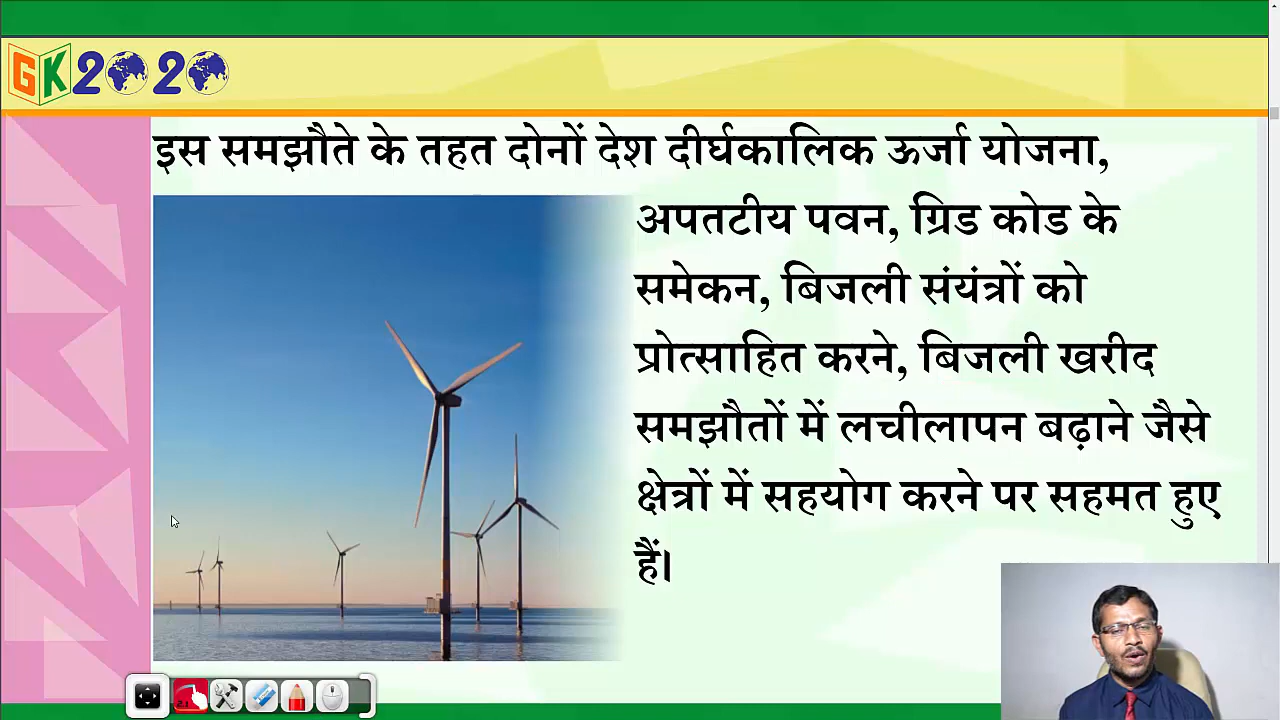 GK2020
इस समझौते के तहत दोनों देश दीर्घकालिक ऊर्जा योजना,
अपतटीय पवन, ग्रिड कोड के
समेकन, बिजली संयंत्रों को
प्रोत्साहित करने, बिजली खरीद
समझौतों में लचीलापन बढ़ाने जैसे
क्षेत्रों में सहयोग करने पर सहमत हुए
हैं।